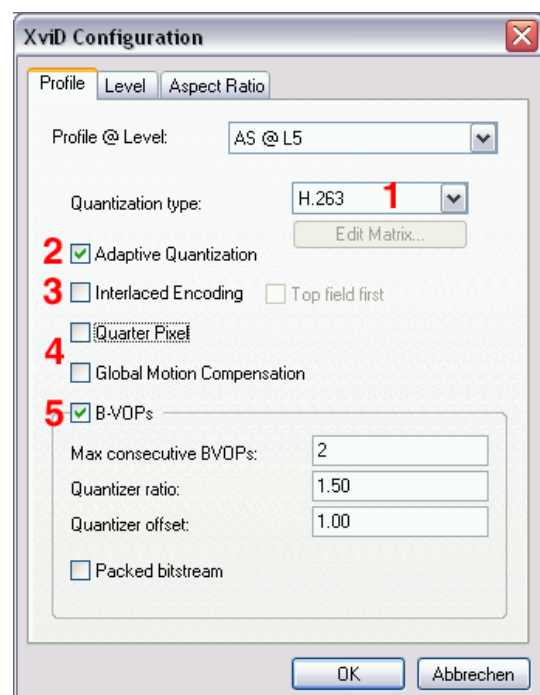 XviD Configuration
Profile Level Aspect Ratio
Profile @ Level: AS @ L5
Quantization type: H.263 1
Edit Matrix...
2 Adaptive Quantization
3 Interlaced Encoding Top field first
Quarter Pixel
4
Global Motion Compensation
5 B-VOPs
Max consecutive BVOPs: 2
Quantizer ratio: 1.50
Quantizer offset: 1.00
Packed bitstream
OK Abbrechen